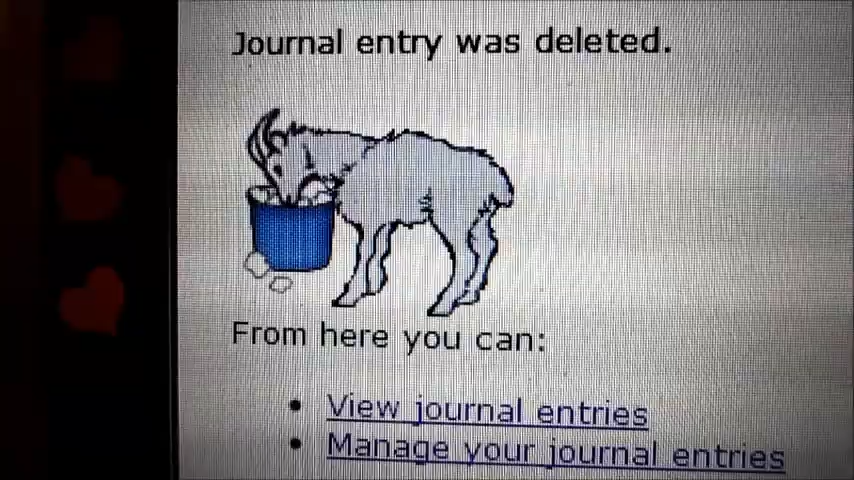 Journal entry was deleted.
From here you can:
View journal entries
Manage your journal entries